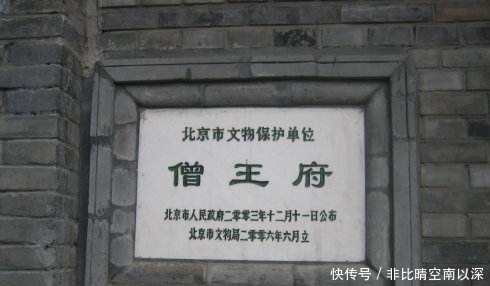 北京市文物保护单位
僧王府
北京市人民政府二零零三年十二月十一日公布
北京市文物局二零零六年六月立
快传号 / 非比晴空南以深